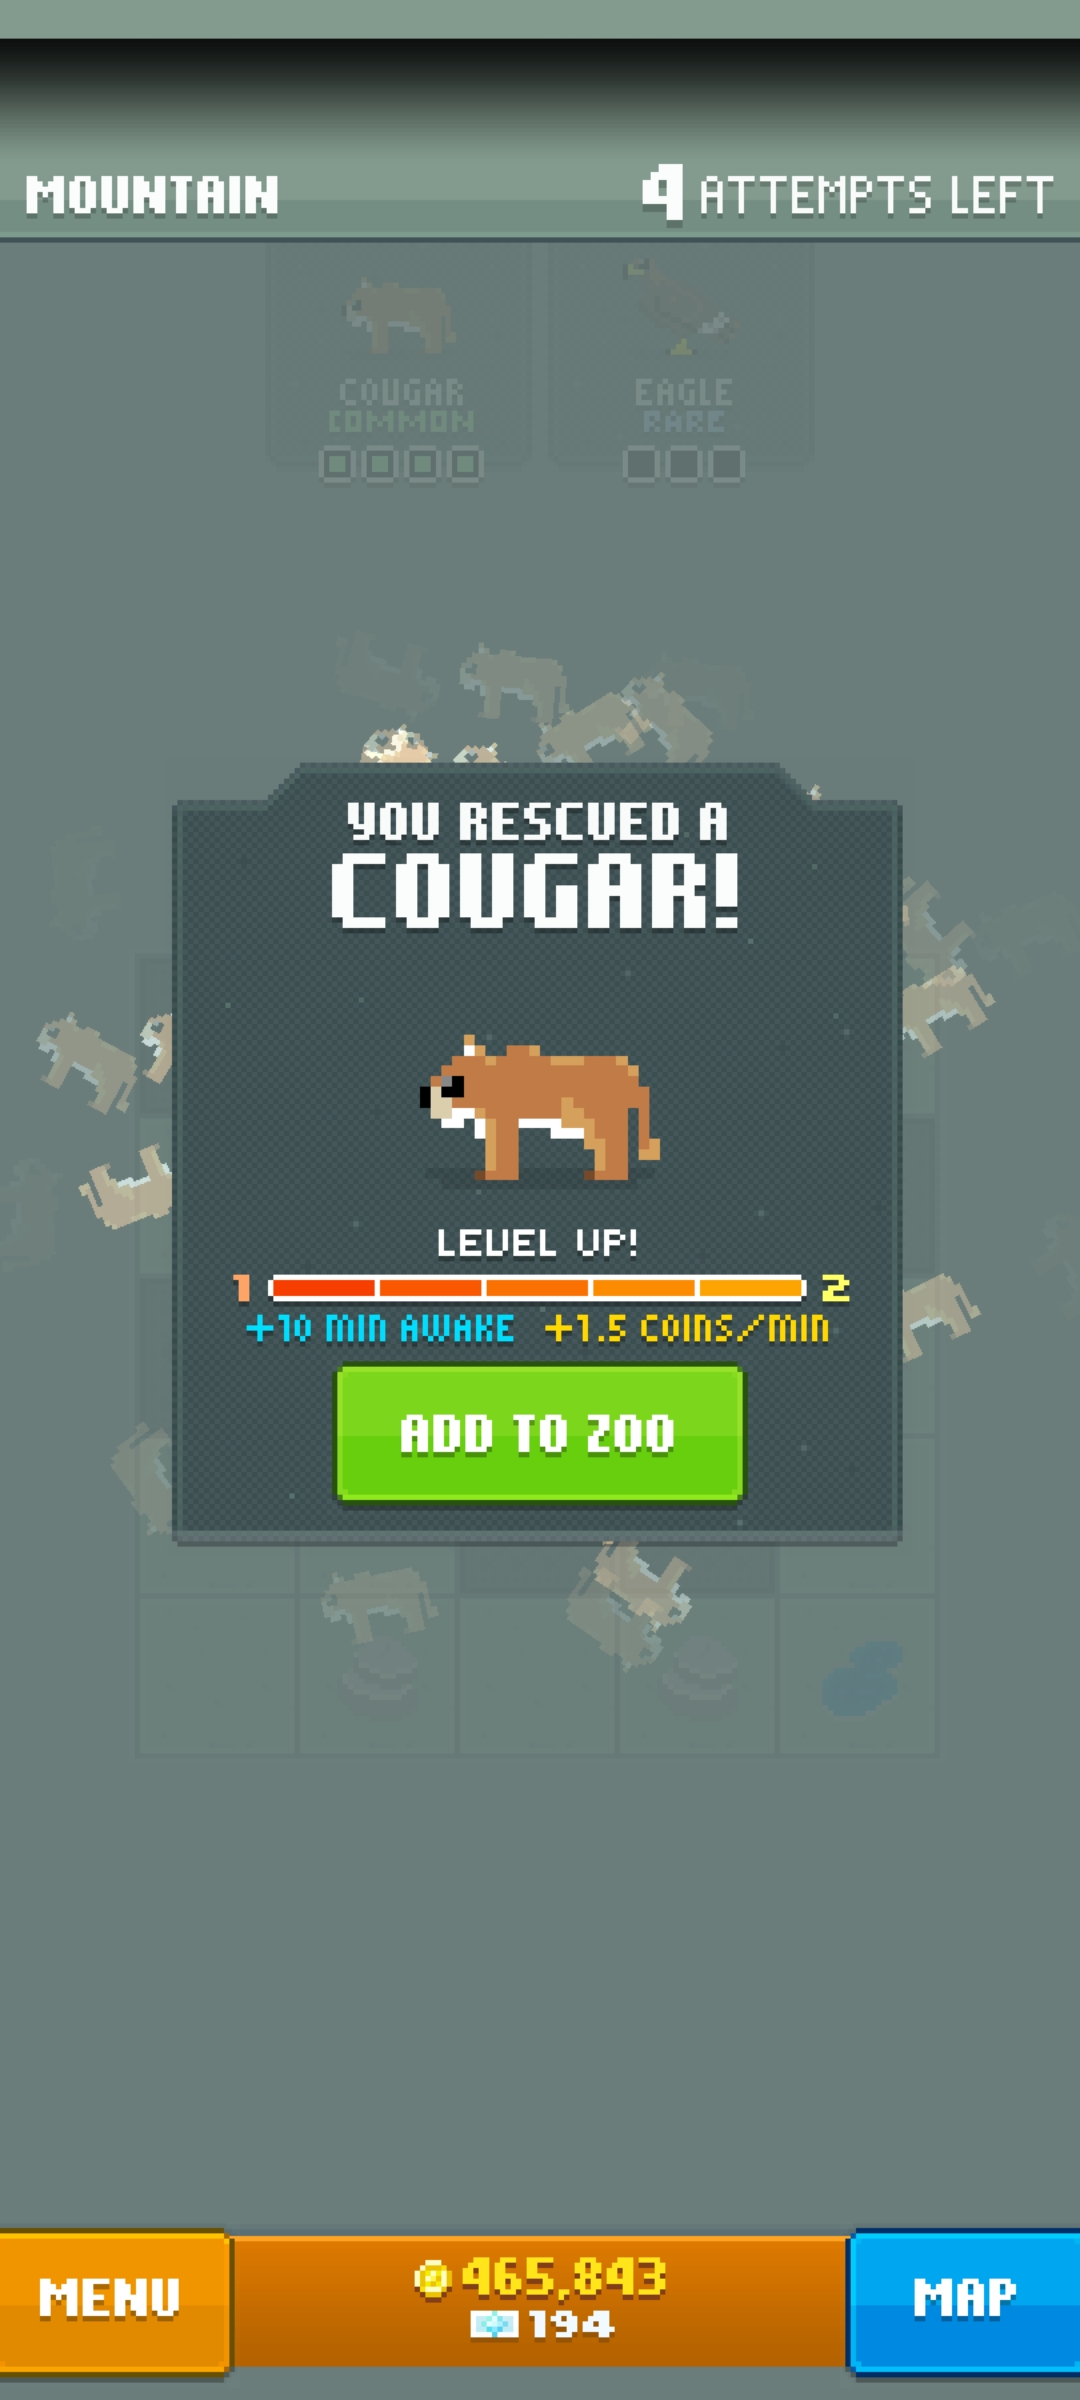 MOUNTAIN
4 ATTEMPTS LEFT
COUGAR
COMMON
EAGLE
RARE
YOU RESCUED A
COUGAR!
LEVEL UP!
1
2
+10 MIN AWAKE +1.5 COINS/MIN
ADD TO ZOO
MENU
465,843
194
MAP